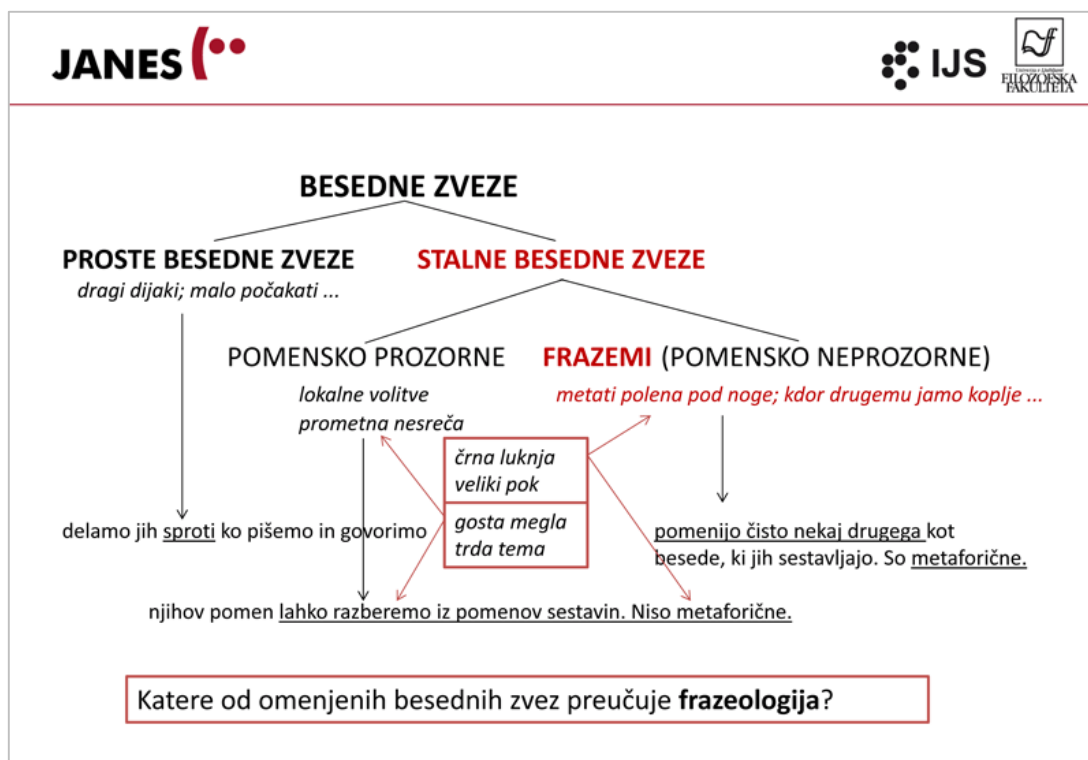 JANES
IJS
Univerza v Ljubljani
FILOZOFSKA
FAKULTETA
BESEDNE ZVEZE
PROSTE BESEDNE ZVEZE
dragi dijaki; malo počakati ...
STALNE BESEDNE ZVEZE
POMENSKO PROZORNE
lokalne volitve
prometna nesreča
FRAZEMI (POMENSKO NEPROZORNE)
metati polena pod noge; kdor drugemu jamo koplje ...
črna luknja
veliki pok
gosta megla
trda tema
delamo jih sproti ko pišemo in govorimo
pomenijo čisto nekaj drugega kot
besede, ki jih sestavljajo. So metaforične.
njihov pomen lahko razberemo iz pomenov sestavin. Niso metaforične.
Katere od omenjenih besednih zvez preučuje frazeologija?